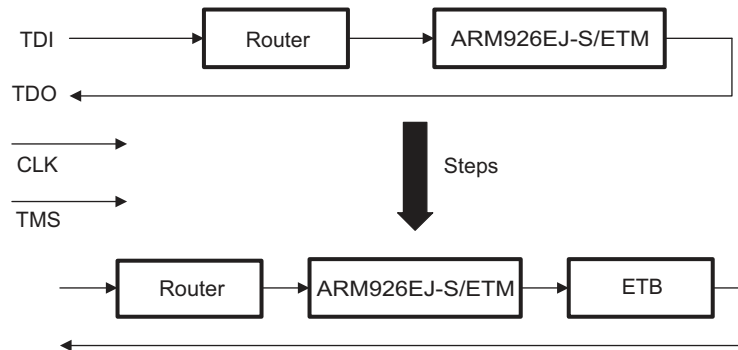 TDI
Router
ARM926EJ-S/ETM
TDO
CLK
Steps
TMS
Router
ARM926EJ-S/ETM
ETB